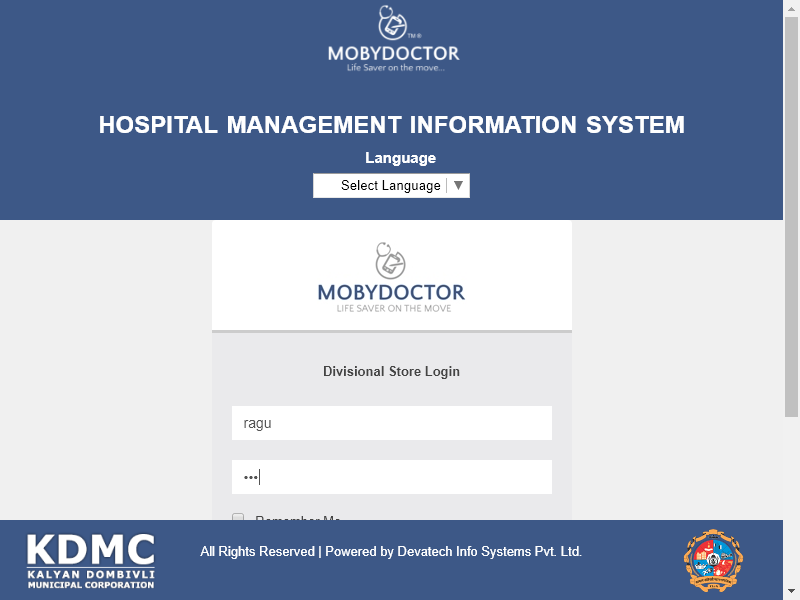 TM ®
MOBYDOCTOR
Life Saver on the move...
HOSPITAL MANAGEMENT INFORMATION SYSTEM
Language
Select Language ▼
MOBYDOCTOR
LIFE SAVER ON THE MOVE
Divisional Store Login
ragu
•••
Remember Me
KDMC
KALYAN DOMBIVLI
MUNICIPAL CORPORATION
All Rights Reserved | Powered by Devatech Info Systems Pvt. Ltd.